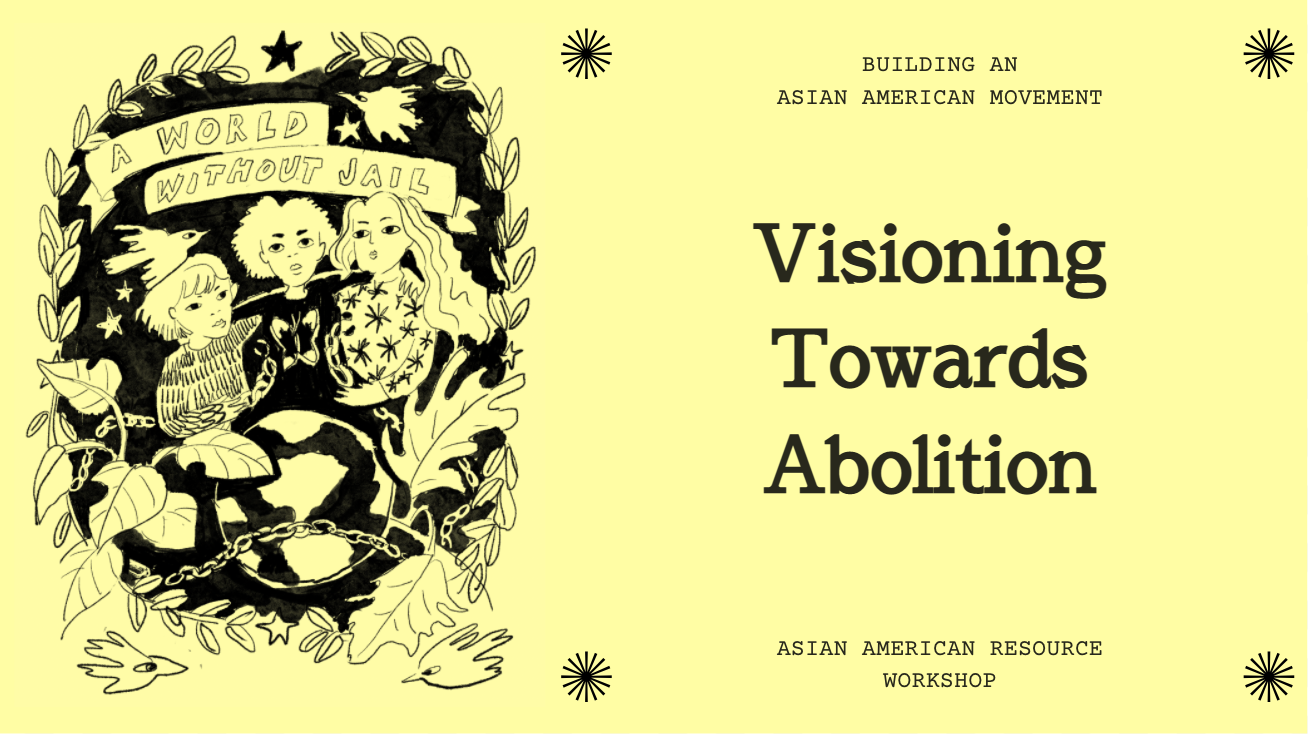 A WORLD
WITHOUT JAIL
BUILDING AN
ASIAN AMERICAN MOVEMENT
Visioning
Towards
Abolition
ASIAN AMERICAN RESOURCE
WORKSHOP